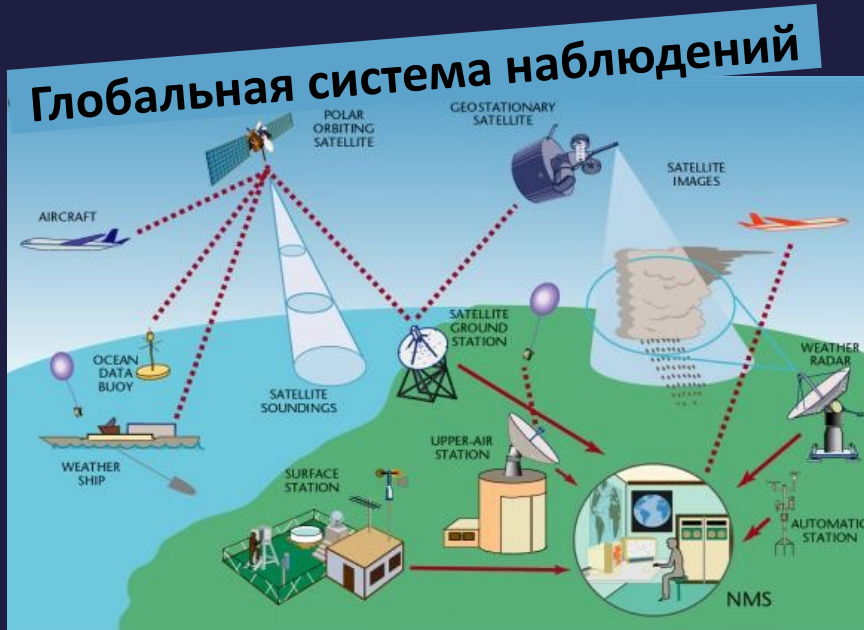 Глобальная система наблюдений
POLAR
ORBITING
SATELLITE
GEOSTATIONARY
SATELLITE
SATELLITE
IMAGES
AIRCRAFT
SATELLITE
GROUND
STATION
OCEAN
DATA
BUOY
WEATHER
RADAR
SATELLITE
SOUNDINGS
UPPER-AIR
STATION
WEATHER
SHIP
SURFACE
STATION
AUTOMATIC
STATION
NMS